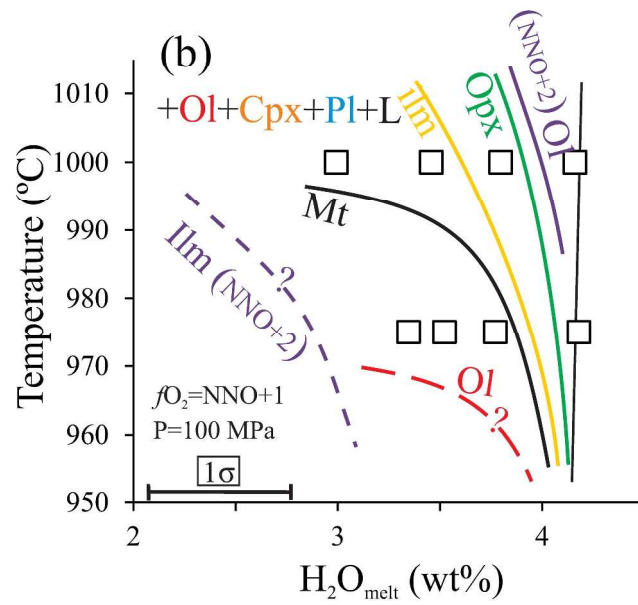 (b)
+Ol+Cpx+Pl+L
ilm
Opx
(NNO+2) Ol
1010
1000
990
980
970
960
950
Temperature (ºC)
Mt
Ilm (NNO+2)
?
Ol
?
fO₂=NNO+1
P=100 MPa
1σ
2
3
4
H₂Oₘₑₗₜ (wt%)